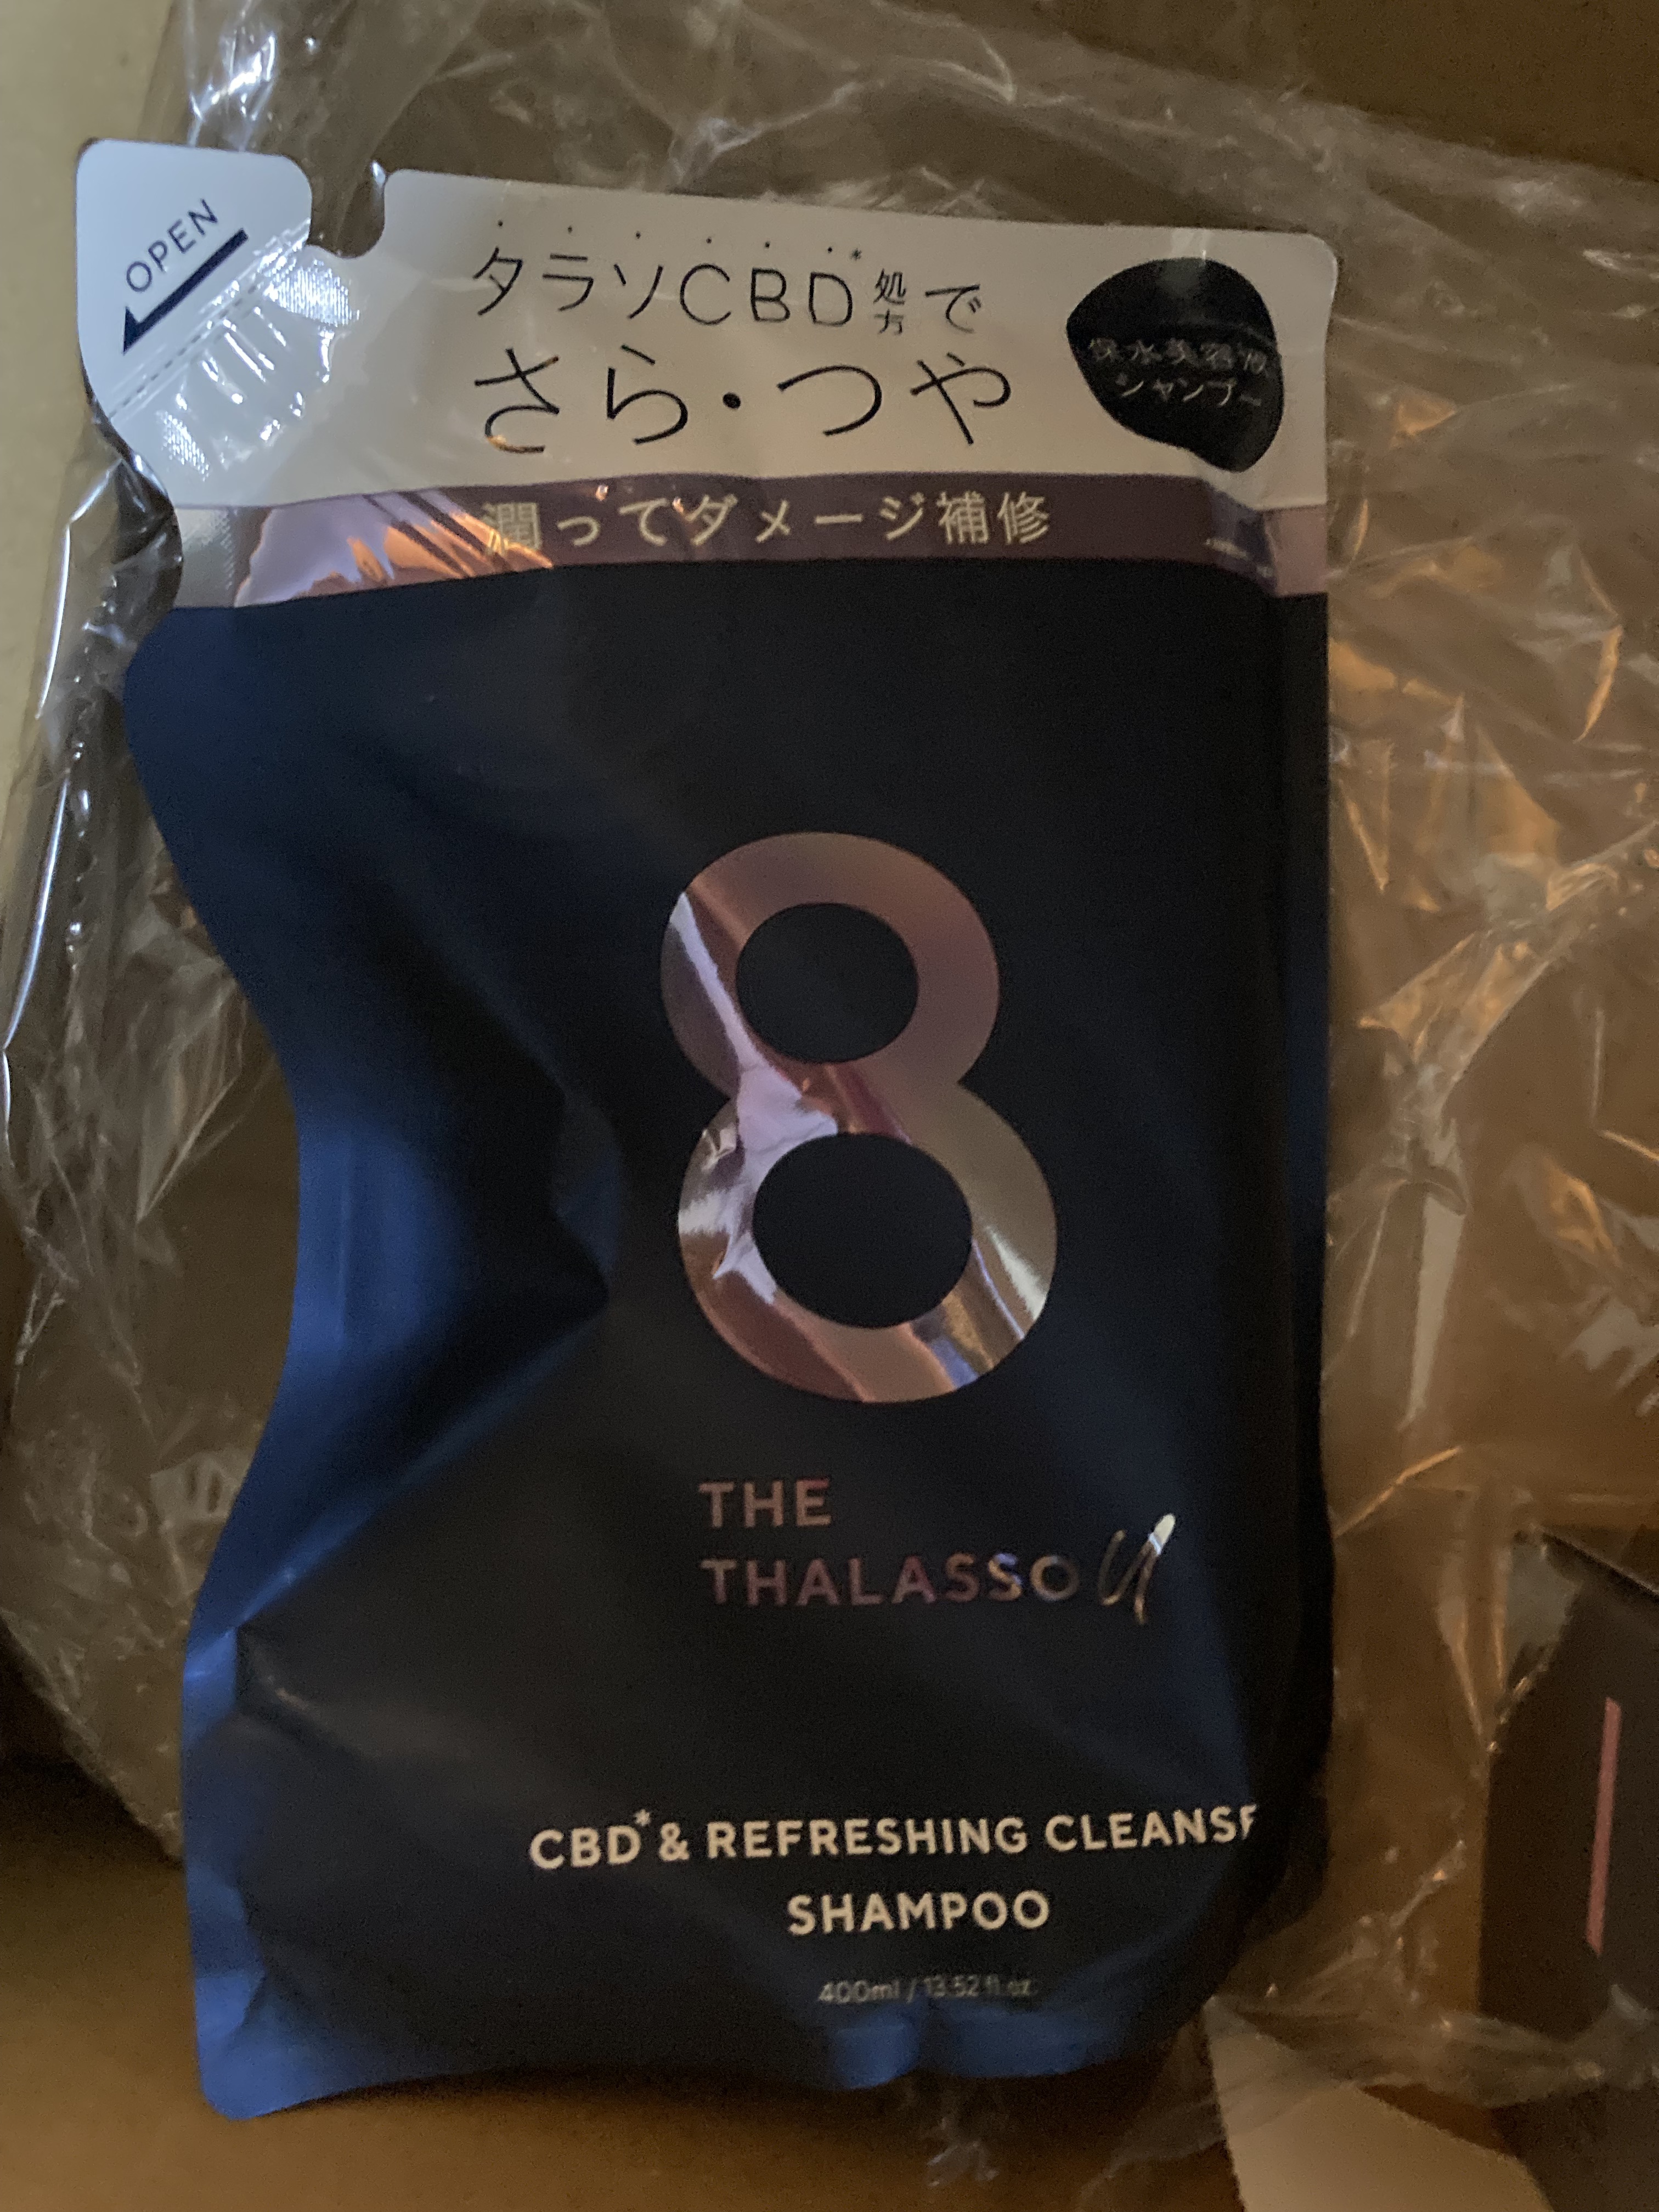 OPEN
タラソCBD*処方で
さら・つや
保水美容液
シャンプー
潤ってダメージ補修
8
THE
THALASSO u
CBD*& REFRESHING CLEANSE
SHAMPOO
400ml / 13.52 fl oz.